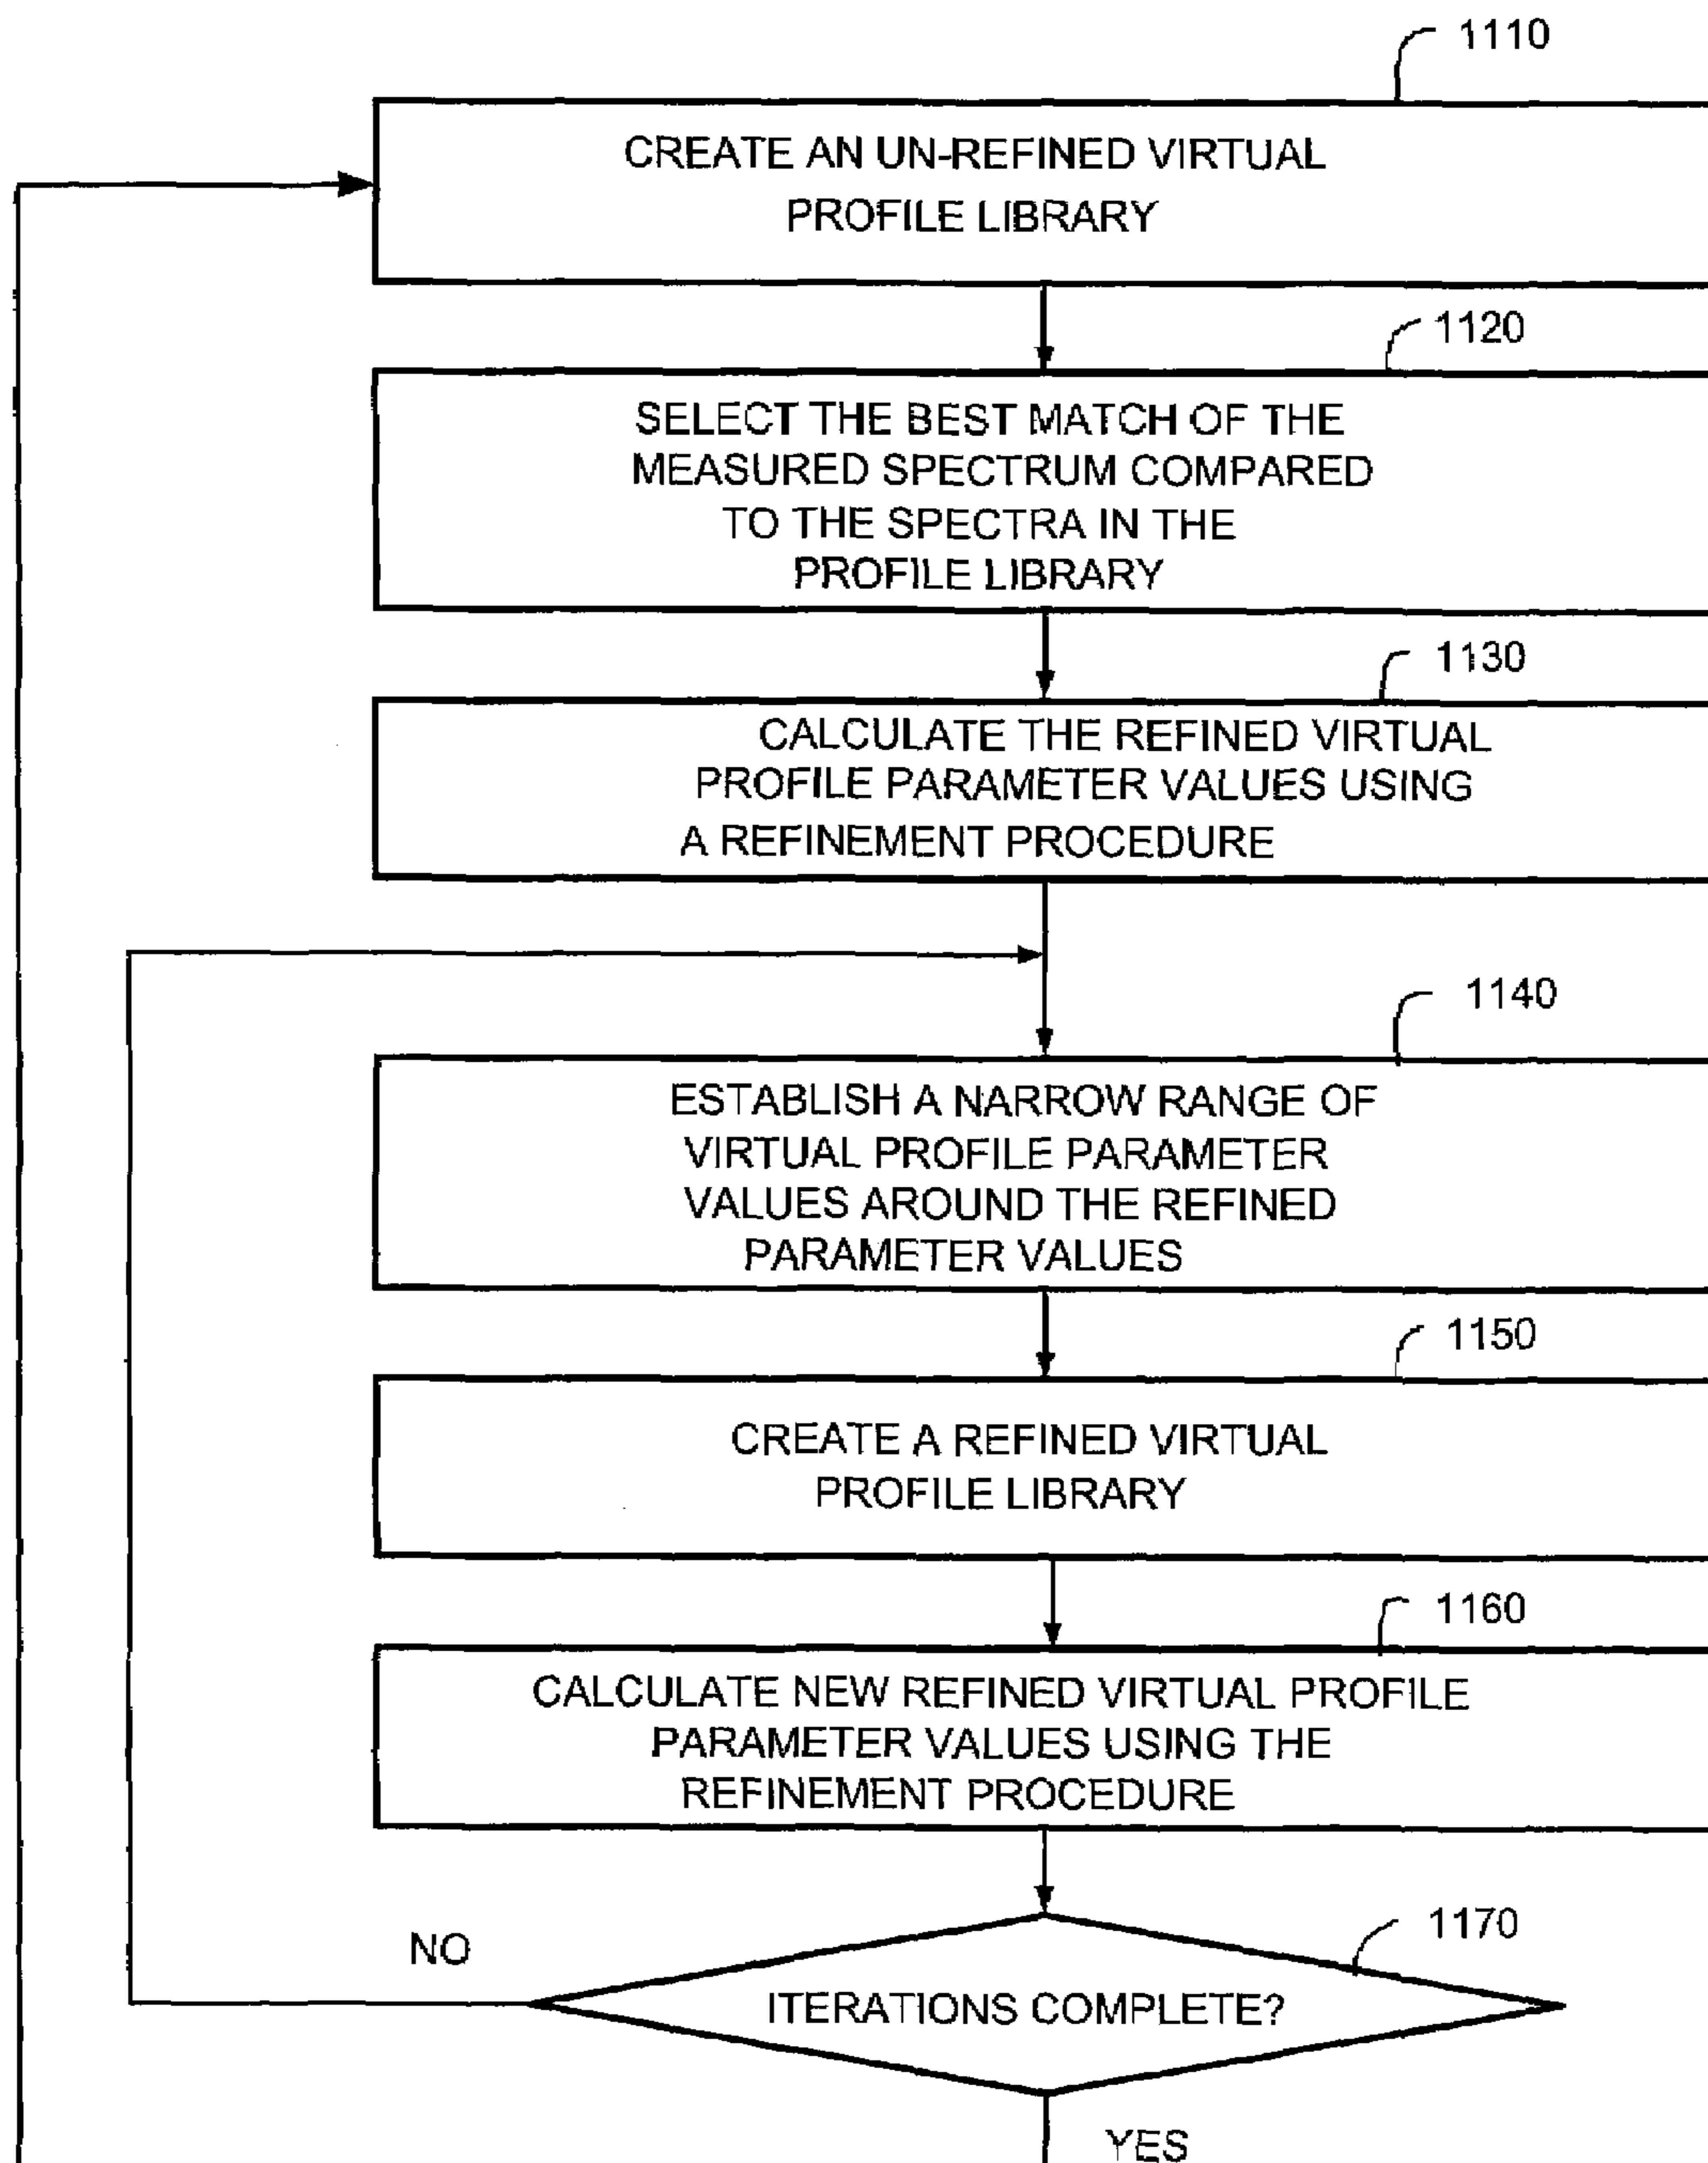 1110
CREATE AN UN-REFINED VIRTUAL
PROFILE LIBRARY
1120
SELECT THE BEST MATCH OF THE
MEASURED SPECTRUM COMPARED
TO THE SPECTRA IN THE
PROFILE LIBRARY
1130
CALCULATE THE REFINED VIRTUAL
PROFILE PARAMETER VALUES USING
A REFINEMENT PROCEDURE
1140
ESTABLISH A NARROW RANGE OF
VIRTUAL PROFILE PARAMETER
VALUES AROUND THE REFINED
PARAMETER VALUES
1150
CREATE A REFINED VIRTUAL
PROFILE LIBRARY
1160
CALCULATE NEW REFINED VIRTUAL PROFILE
PARAMETER VALUES USING THE
REFINEMENT PROCEDURE
1170
NO
ITERATIONS COMPLETE?
YES